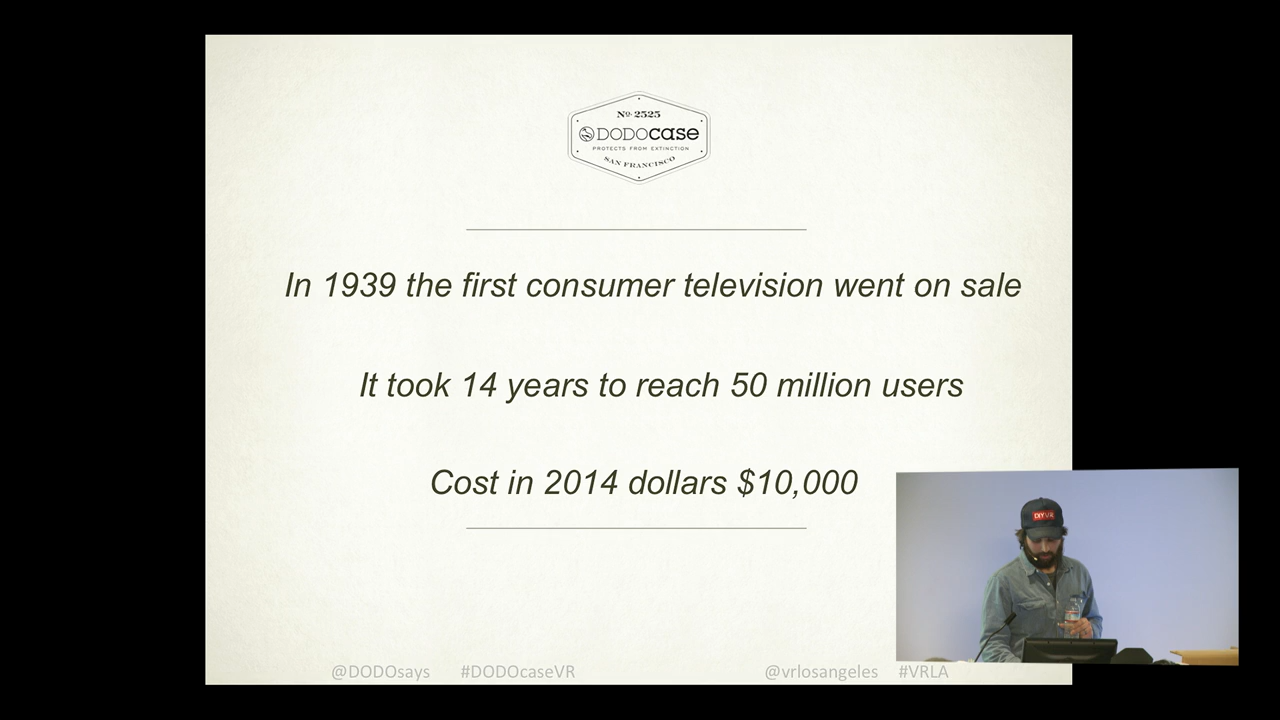 Nº 2525
DODOcase
PROTECTS FROM EXTINCTION
SAN FRANCISCO
In 1939 the first consumer television went on sale
It took 14 years to reach 50 million users
Cost in 2014 dollars $10,000
DIYVR
@DODOsays #DODOcaseVR @vrlosangeles #VRLA